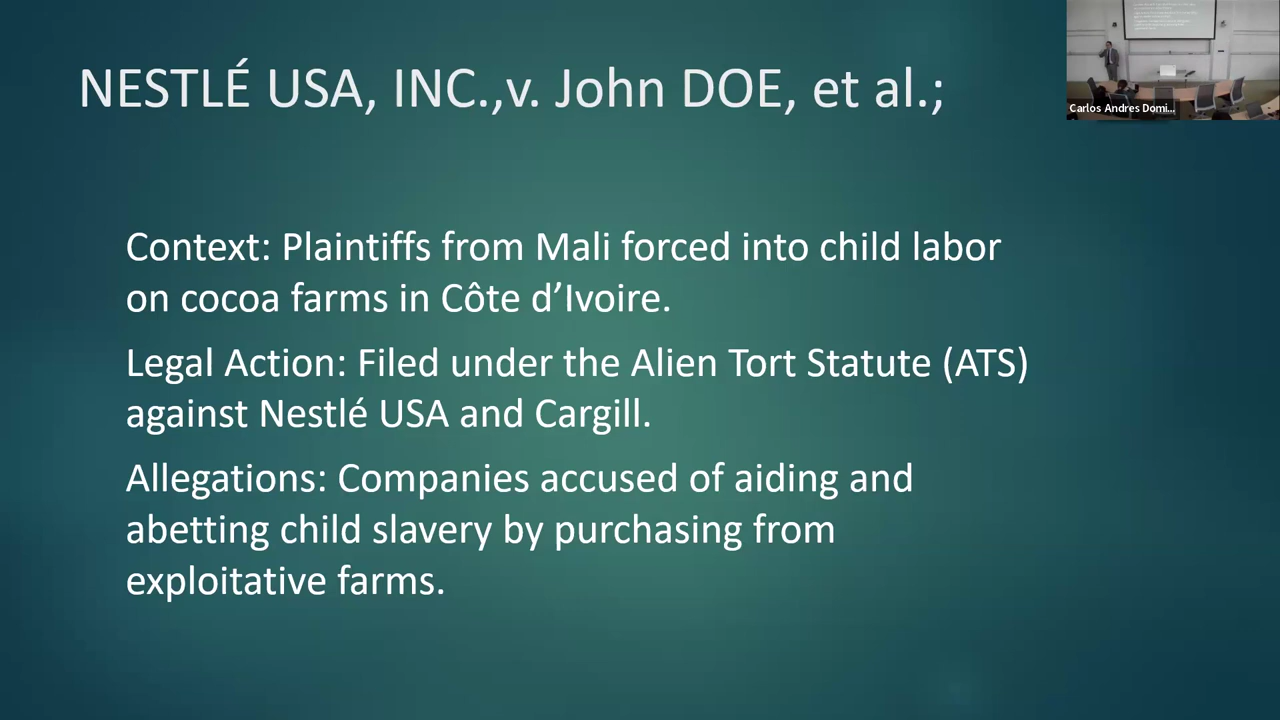 NESTLÉ USA, INC.,v. John DOE, et al.;
Carlos Andres Domi...
Context: Plaintiffs from Mali forced into child labor
on cocoa farms in Côte d’Ivoire.
Legal Action: Filed under the Alien Tort Statute (ATS)
against Nestlé USA and Cargill.
Allegations: Companies accused of aiding and
abetting child slavery by purchasing from
exploitative farms.